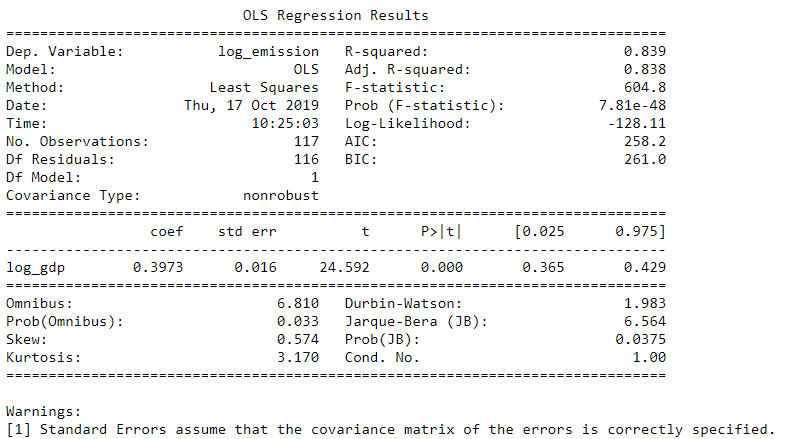 OLS Regression Results
==============================================================================
Dep. Variable: log_emission R-squared: 0.839
Model: OLS Adj. R-squared: 0.838
Method: Least Squares F-statistic: 604.8
Date: Thu, 17 Oct 2019 Prob (F-statistic): 7.81e-48
Time: 10:25:03 Log-Likelihood: -128.11
No. Observations: 117 AIC: 258.2
Df Residuals: 116 BIC: 261.0
Df Model: 1
Covariance Type: nonrobust
==============================================================================
coef std err t P>|t| [0.025 0.975]
------------------------------------------------------------------------------
log_gdp 0.3973 0.016 24.592 0.000 0.365 0.429
==============================================================================
Omnibus: 6.810 Durbin-Watson: 1.983
Prob(Omnibus): 0.033 Jarque-Bera (JB): 6.564
Skew: 0.574 Prob(JB): 0.0375
Kurtosis: 3.170 Cond. No. 1.00
==============================================================================
Warnings:
[1] Standard Errors assume that the covariance matrix of the errors is correctly specified.